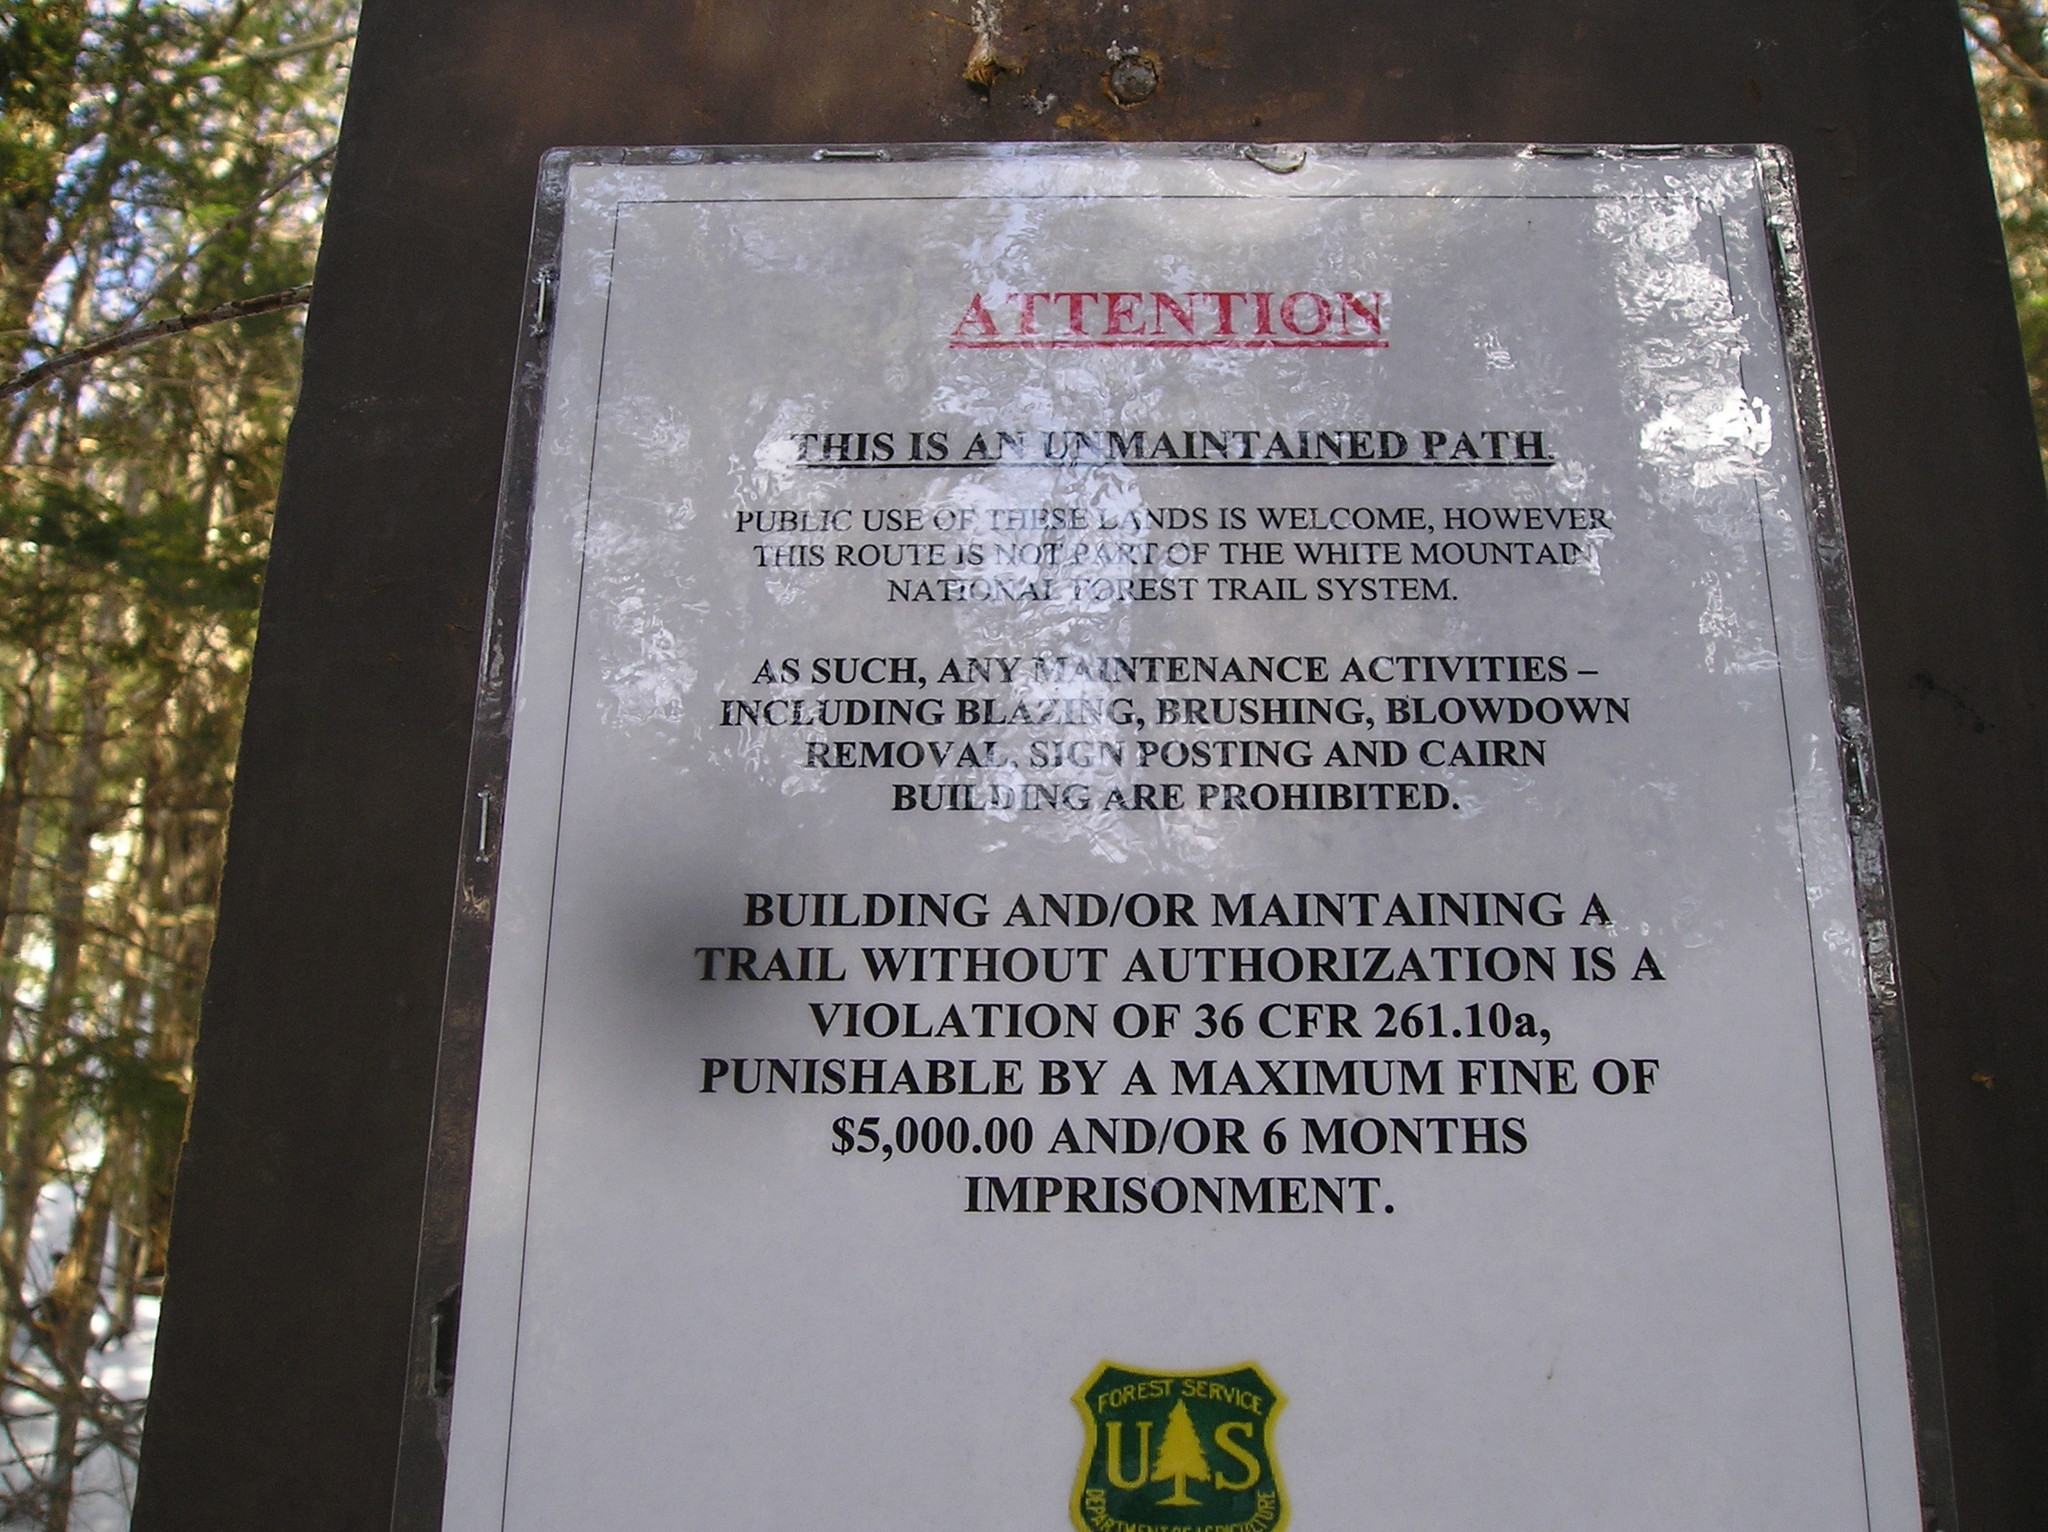 ATTENTION
THIS IS AN UNMAINTAINED PATH.
PUBLIC USE OF THESE LANDS IS WELCOME, HOWEVER
THIS ROUTE IS NOT PART OF THE WHITE MOUNTAIN
NATIONAL FOREST TRAIL SYSTEM.
AS SUCH, ANY MAINTENANCE ACTIVITIES –
INCLUDING BLAZING, BRUSHING, BLOWDOWN
REMOVAL, SIGN POSTING AND CAIRN
BUILDING ARE PROHIBITED.
BUILDING AND/OR MAINTAINING A
TRAIL WITHOUT AUTHORIZATION IS A
VIOLATION OF 36 CFR 261.10a,
PUNISHABLE BY A MAXIMUM FINE OF
$5,000.00 AND/OR 6 MONTHS
IMPRISONMENT.
FOREST SERVICE
U S
DEPARTMENT OF AGRICULTURE